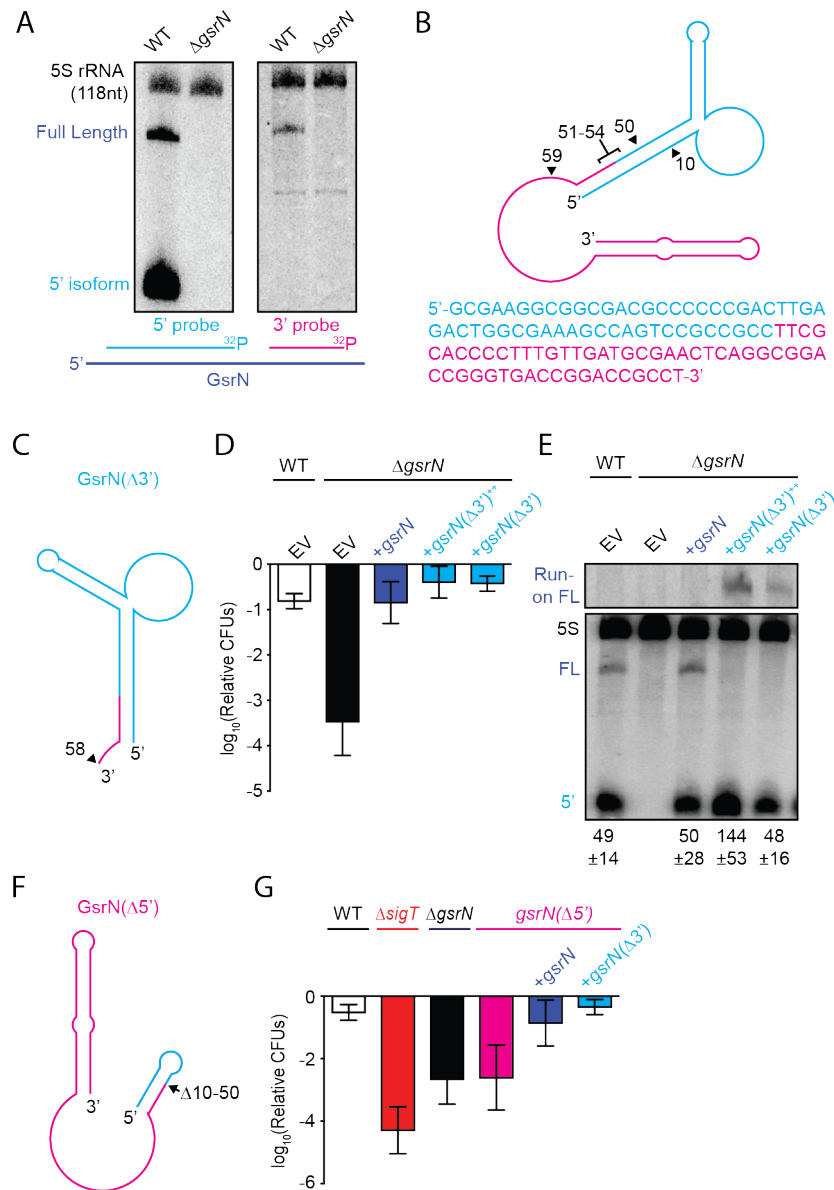 A
WT
ΔgsrN
WT
ΔgsrN
5S rRNA
(118nt)
Full Length
5' isoform
5' probe
32P
3' probe
32P
5'
GsrN
B
51-54
50
59
10
5'
3'
5'-GCGAAGGCGGCGACGCCCCCCGACTTGA
GACTGGCGAAAGCCAGTCCGCCGCCTTCG
CACCCCTTTGTTGATGCGAACTCAGGCGGA
CCGGGTGACCGGACCGCCT-3'
C
GsrN(Δ3')
58
3'
5'
D
WT
ΔgsrN
EV
EV
+gsrN
+gsrN(Δ3')++
+gsrN(Δ3')
log10(Relative CFUs)
0
-1
-2
-3
-4
-5
E
WT
ΔgsrN
EV
EV
+gsrN
+gsrN(Δ3')++
+gsrN(Δ3')
Run-
on FL
5S
FL
5'
49 50 144 48
±14 ±28 ±53 ±16
F
GsrN(Δ5')
Δ10-50
3'
5'
G
WT
ΔsigT
ΔgsrN
gsrN(Δ5')
+gsrN
+gsrN(Δ3')
log10(Relative CFUs)
0
-2
-4
-6